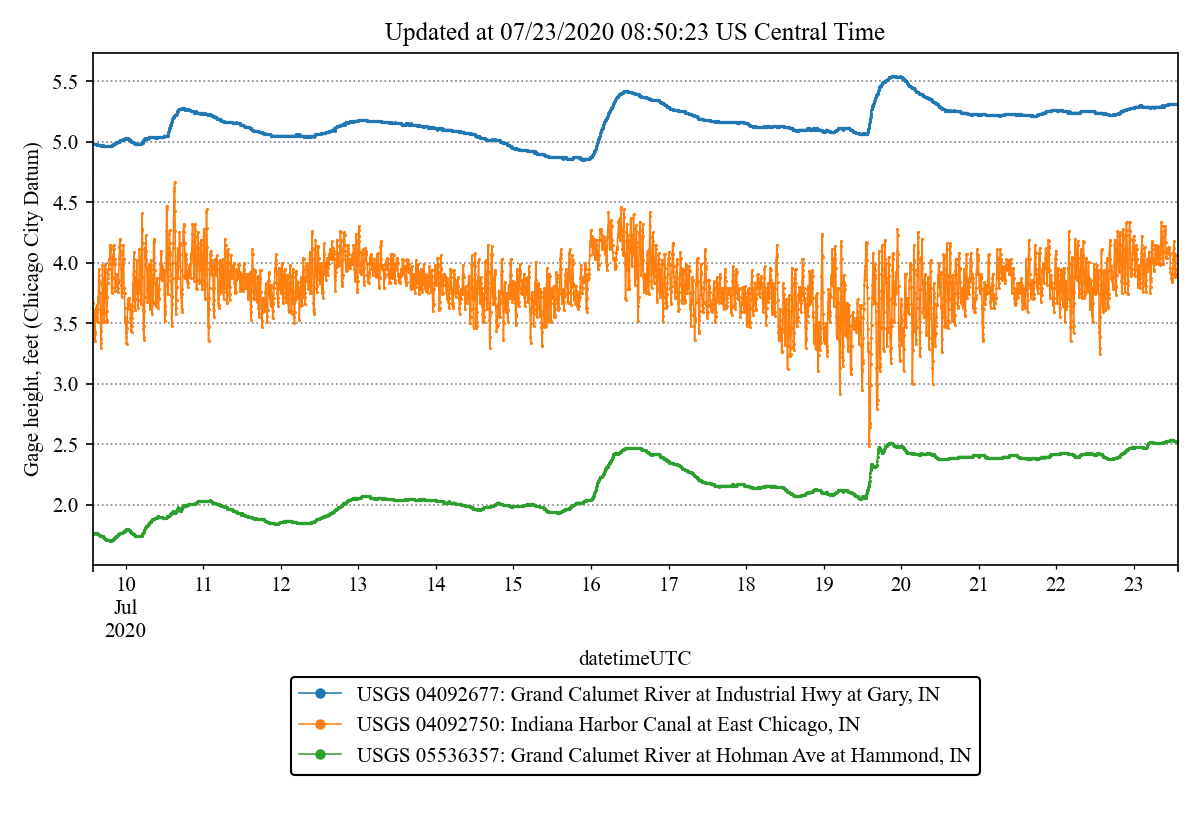 Updated at 07/23/2020 08:50:23 US Central Time
Gage height, feet (Chicago City Datum)
5.5
5.0
4.5
4.0
3.5
3.0
2.5
2.0
10 11 12 13 14 15 16 17 18 19 20 21 22 23
Jul
2020
datetimeUTC
USGS 04092677: Grand Calumet River at Industrial Hwy at Gary, IN
USGS 04092750: Indiana Harbor Canal at East Chicago, IN
USGS 05536357: Grand Calumet River at Hohman Ave at Hammond, IN